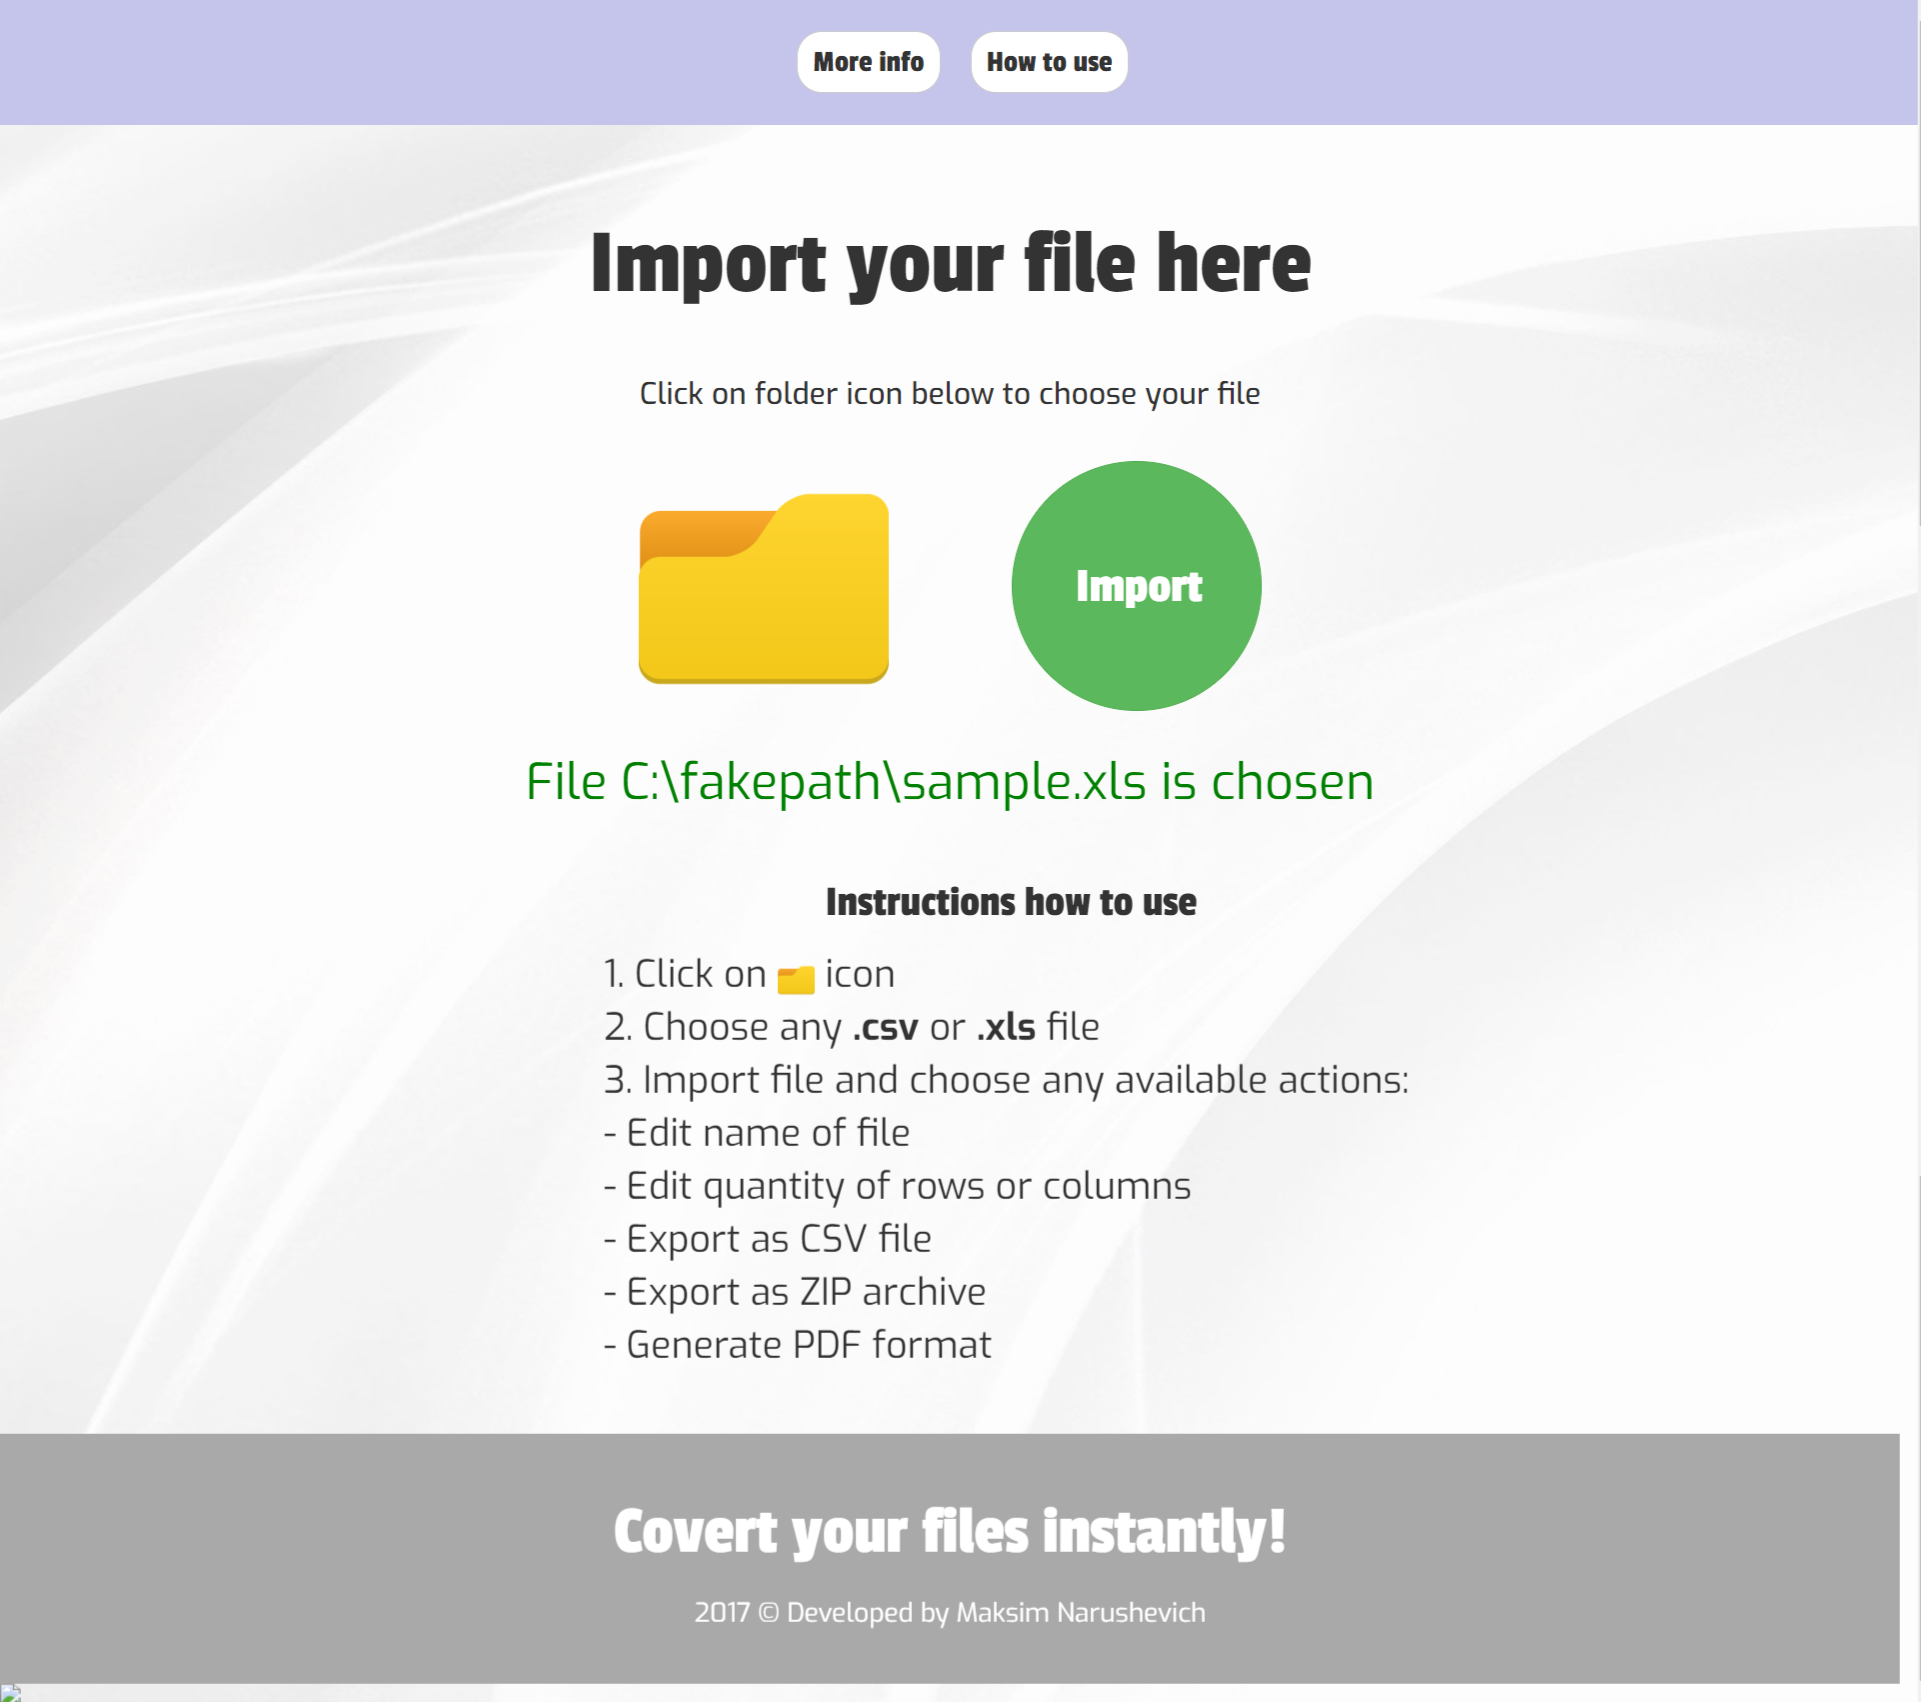 More info
How to use
Import your file here
Click on folder icon below to choose your file
Import
File C:\fakepath\sample.xls is chosen
Instructions how to use
1. Click on icon
2. Choose any .csv or .xls file
3. Import file and choose any available actions:
- Edit name of file
- Edit quantity of rows or columns
- Export as CSV file
- Export as ZIP archive
- Generate PDF format
Covert your files instantly!
2017 © Developed by Maksim Narushevich